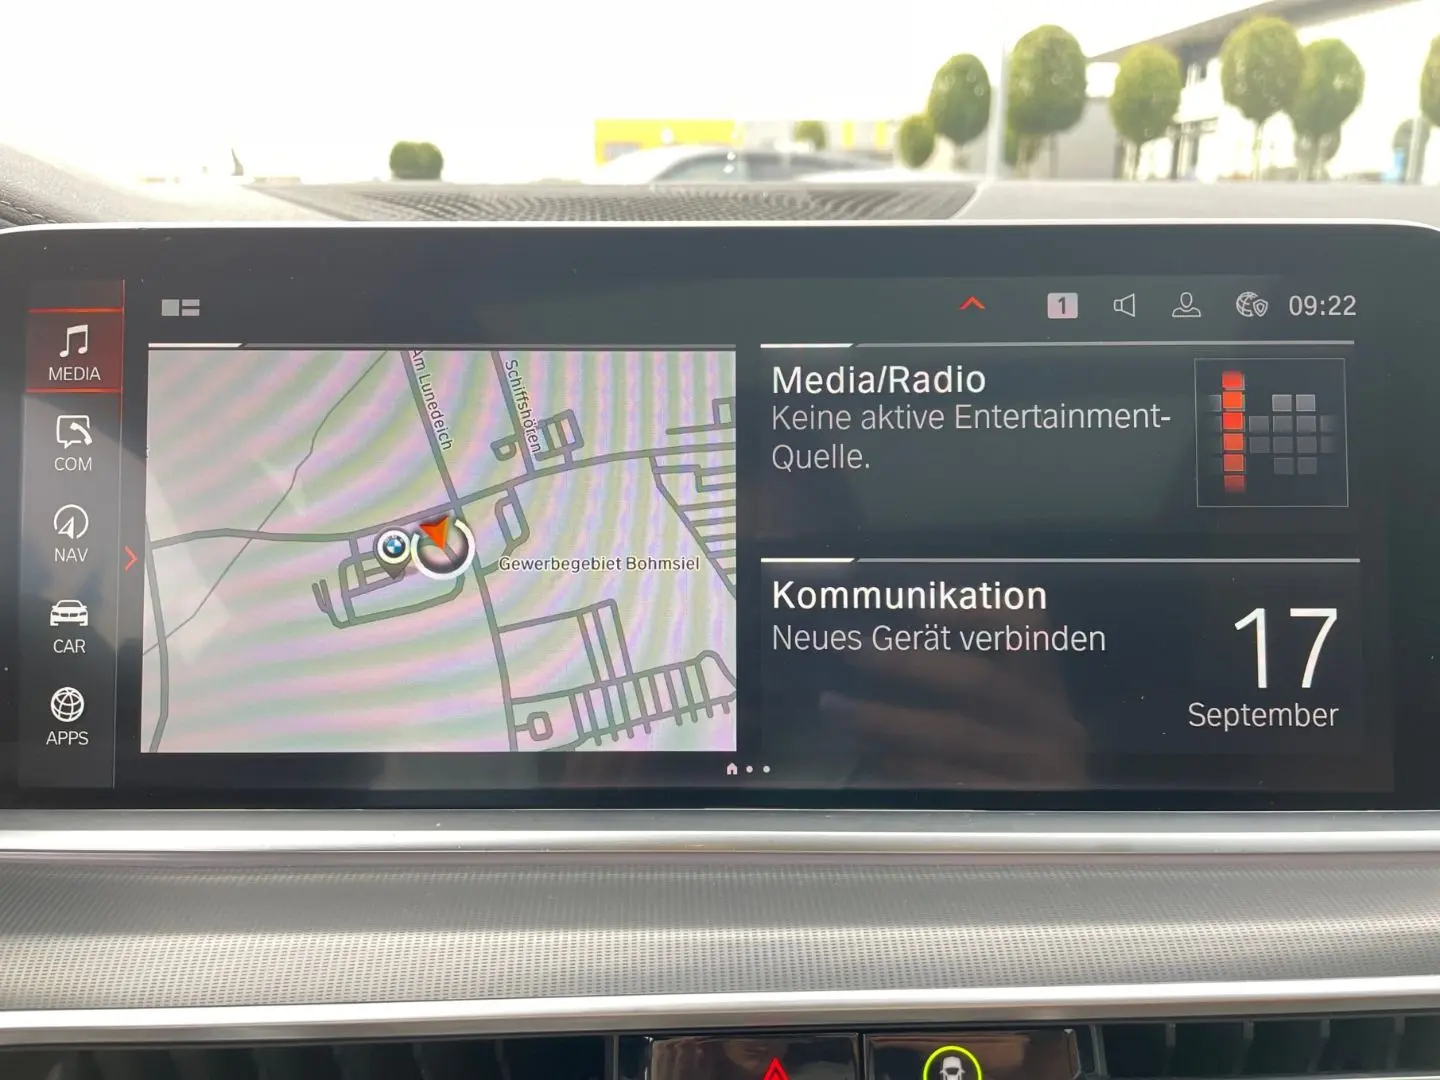 1
09:22
MEDIA
COM
NAV
CAR
APPS
Am Lunedeich
Schiffshören
Gewerbegebiet Bohmsiel
Media/Radio
Keine aktive Entertainment-
Quelle.
Kommunikation
Neues Gerät verbinden
17
September